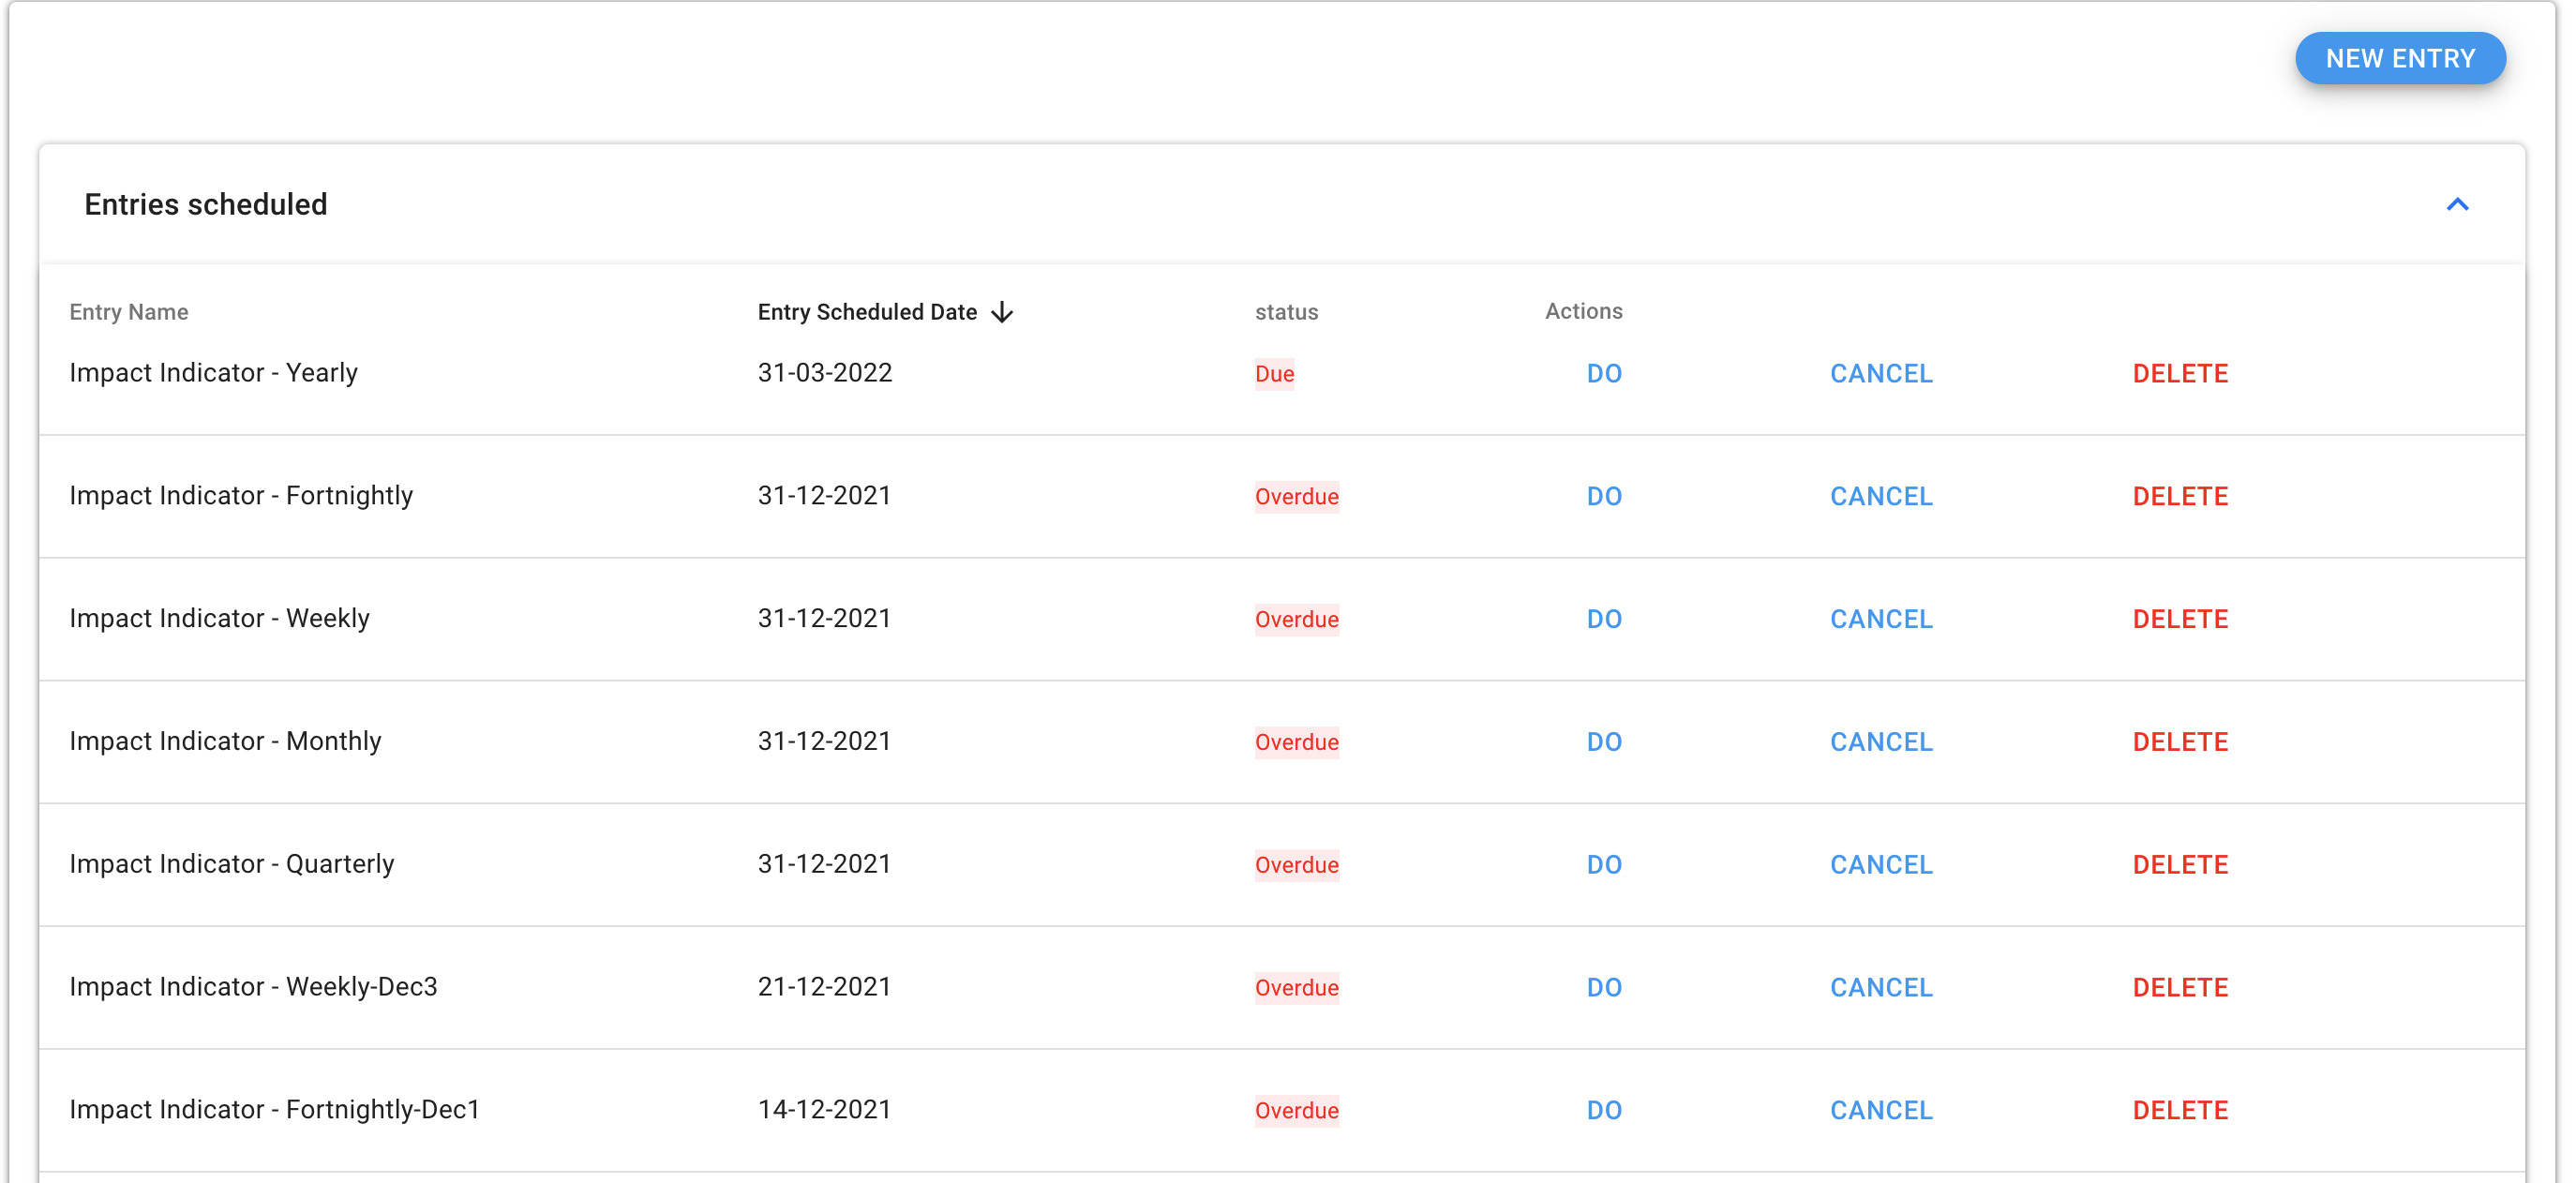 NEW ENTRY
Entries scheduled
Entry Name Entry Scheduled Date status Actions
Impact Indicator - Yearly 31-03-2022 Due DO CANCEL DELETE
Impact Indicator - Fortnightly 31-12-2021 Overdue DO CANCEL DELETE
Impact Indicator - Weekly 31-12-2021 Overdue DO CANCEL DELETE
Impact Indicator - Monthly 31-12-2021 Overdue DO CANCEL DELETE
Impact Indicator - Quarterly 31-12-2021 Overdue DO CANCEL DELETE
Impact Indicator - Weekly-Dec3 21-12-2021 Overdue DO CANCEL DELETE
Impact Indicator - Fortnightly-Dec1 14-12-2021 Overdue DO CANCEL DELETE